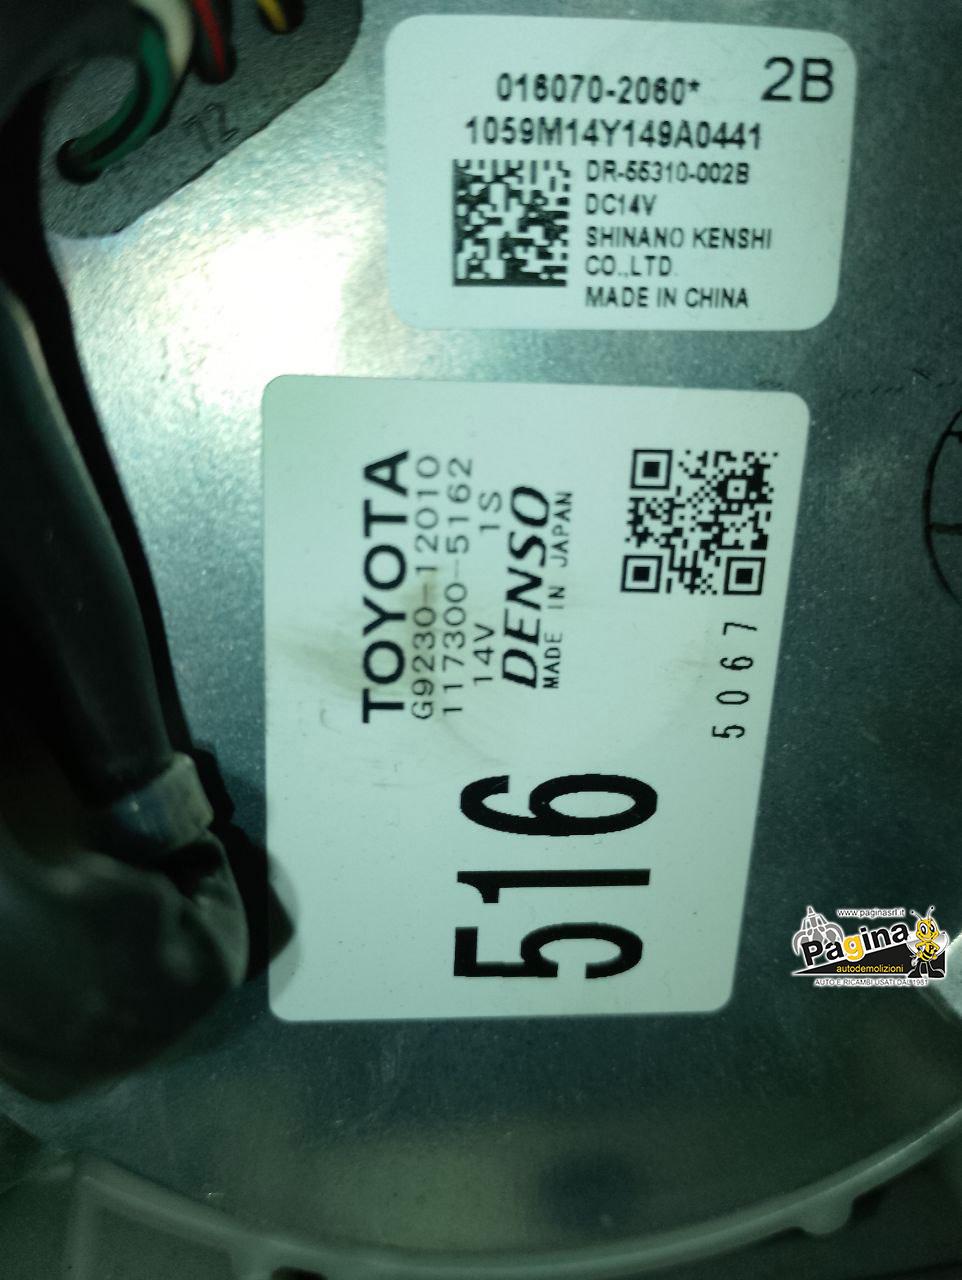 72
016070-2060*
2B
1059M14Y149A0441
DR-55310-002B
DC14V
SHINANO KENSHI
CO.,LTD.
MADE IN CHINA
TOYOTA
G9230-12010
117300-5162
14V 1S
DENSO
MADE IN JAPAN
5067
516
www.paginasrl.it
Pagina
autodemolizioni
AUTO E RICAMBI USATI DAL 1981